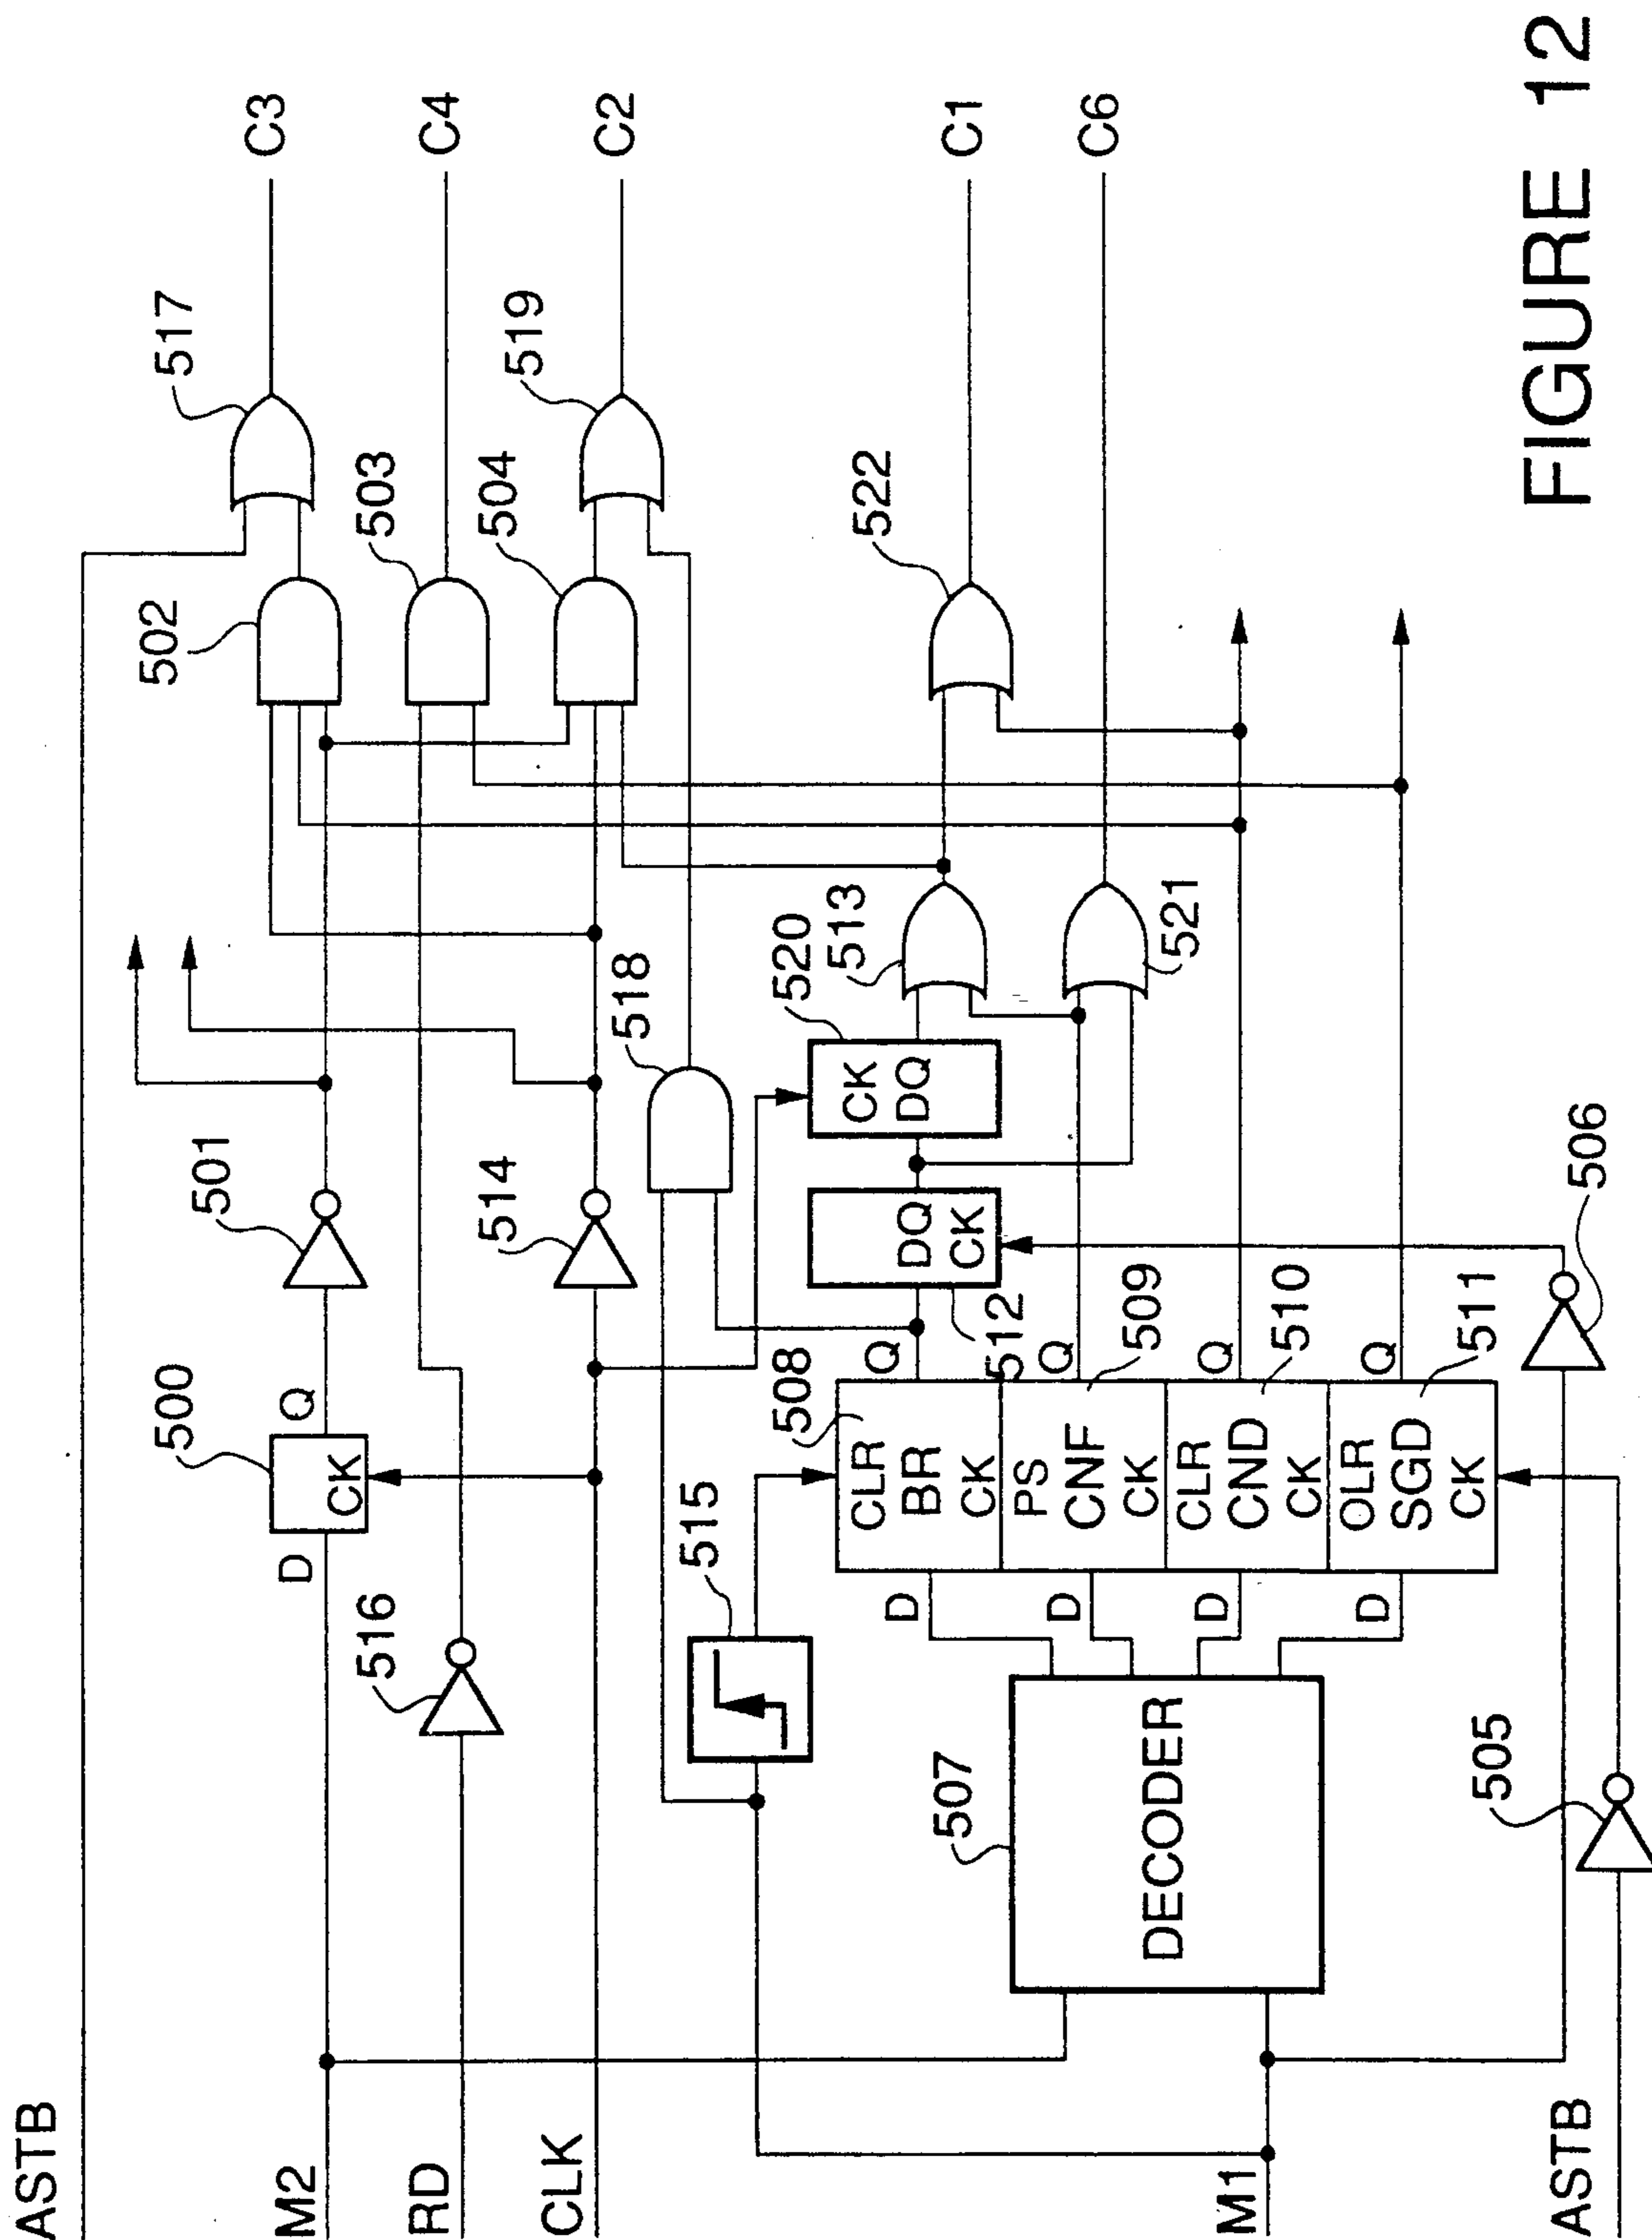 ASTB
M2
RD
CLK
M1
ASTB
516
D
500
CK
Q
501
514
515
518
507
DECODER
505
D
D
D
D
508
CLR
BR
CK
PS
CNF
CK
CLR
CND
CK
OLR
SGD
CK
Q
Q
Q
Q
509
510
511
512
DQ
CK
506
520
CK
DQ
513
521
502
503
504
522
517
519
C3
C4
C2
C1
C6
FIGURE 12